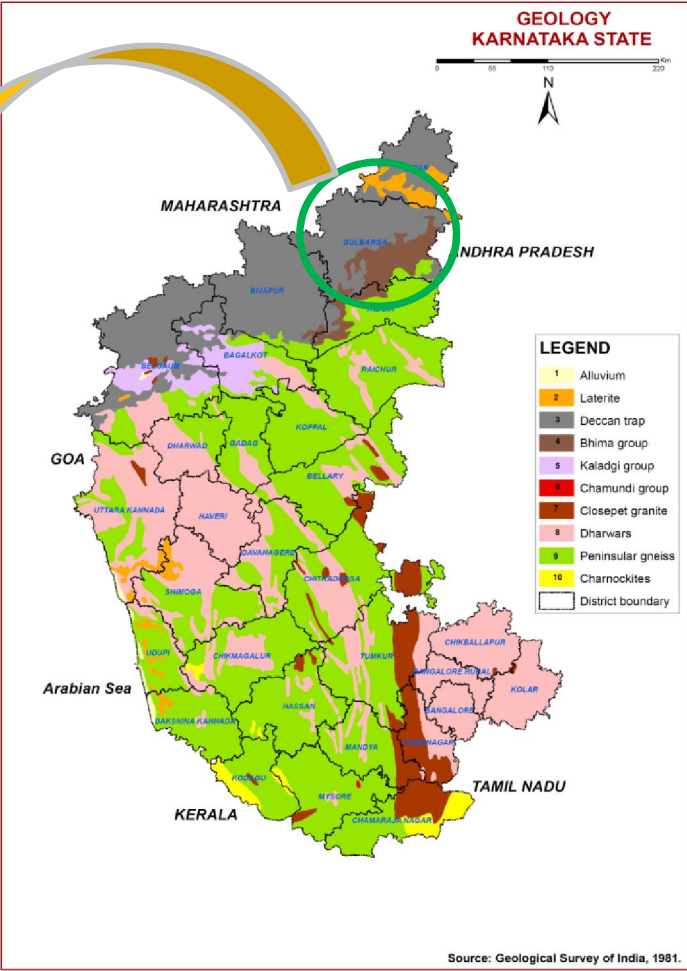 GEOLOGY
KARNATAKA STATE
Km
0 55 110 220
N
MAHARASHTRA
GULBARGA
NDHRA PRADESH
BIJAPUR
BAGALKOT
RAICHUR
KOPPAL
DHARWAD
GADAG
GOA
BELLARY
UTTARA KANNADA
HAVERI
DAVANAGERE
CHITRADURGA
SHIMOGA
CHIKBALLAPUR
UDUPI
CHIKMAGALUR
TUMKUR
BANGALORE RURAL
KOLAR
Arabian Sea
HASSAN
BANGALORE
DAKSHINA KANNADA
MANDYA
KODAGU
MYSORE
TAMIL NADU
KERALA
CHAMARAJA NAGAR
LEGEND
1 Alluvium
2 Laterite
3 Deccan trap
4 Bhima group
5 Kaladgi group
6 Chamundi group
7 Closepet granite
8 Dharwars
9 Peninsular gneiss
10 Charnockites
District boundary
Source: Geological Survey of India, 1981.